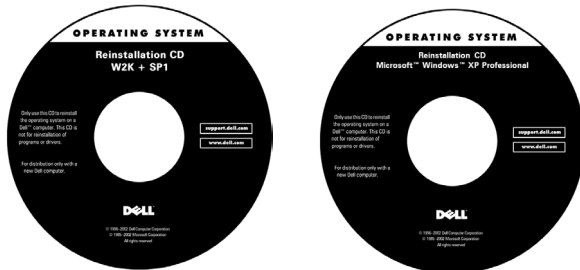 OPERATING SYSTEM
Reinstallation CD
W2K + SP1
Only use this CD to reinstall
the operating system on a
Dell™ computer. This CD is
not for reinstallation of
programs or drivers.
For distribution only with a
new Dell computer.
support.dell.com
www.dell.com
DELL
© 1996-2002 Dell Computer Corporation
© 1985-2002 Microsoft Corporation
All rights reserved
OPERATING SYSTEM
Reinstallation CD
Microsoft™ Windows™ XP Professional
Only use this CD to reinstall
the operating system on a
Dell™ computer. This CD is
not for reinstallation of
programs or drivers.
For distribution only with a
new Dell computer.
support.dell.com
www.dell.com
DELL
© 1996-2002 Dell Computer Corporation
© 1985-2002 Microsoft Corporation
All rights reserved